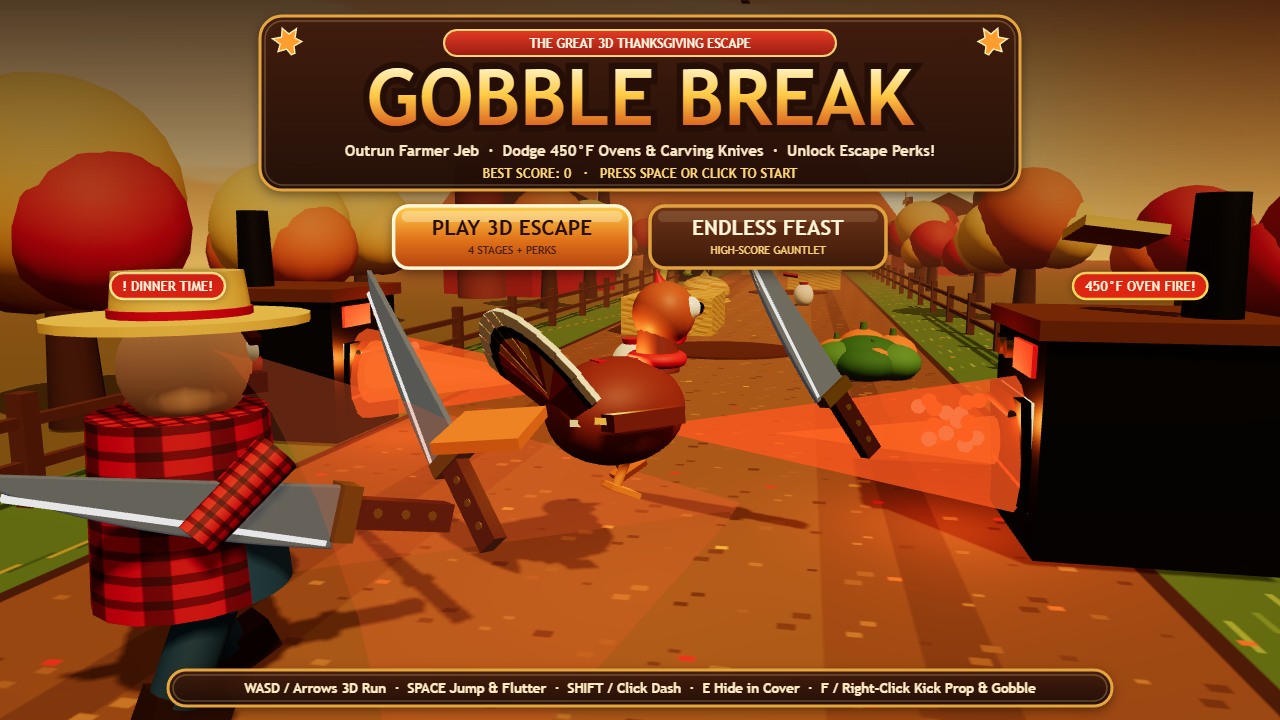 THE GREAT 3D THANKSGIVING ESCAPE
GOBBLE BREAK
Outrun Farmer Jeb · Dodge 450°F Ovens & Carving Knives · Unlock Escape Perks!
BEST SCORE: 0 · PRESS SPACE OR CLICK TO START
PLAY 3D ESCAPE
4 STAGES + PERKS
ENDLESS FEAST
HIGH-SCORE GAUNTLET
! DINNER TIME!
450°F OVEN FIRE!
WASD / Arrows 3D Run · SPACE Jump & Flutter · SHIFT / Click Dash · E Hide in Cover · F / Right-Click Kick Prop & Gobble